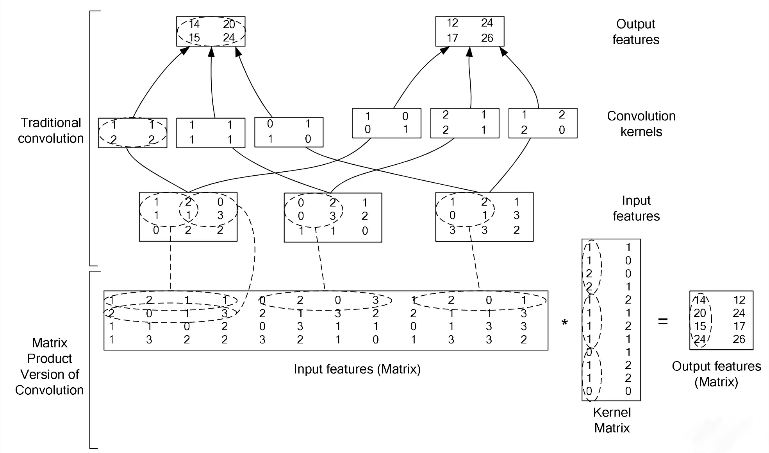 14 20
15 24
12 24
17 26
Output
features
Traditional
convolution
1 1
2 2
1 1
1 1
0 1
1 0
1 0
0 1
2 1
2 1
1 2
2 0
Convolution
kernels
1 2 0
1 1 3
0 2 2
0 2 1
0 3 2
1 1 0
1 2 1
0 1 3
3 3 2
Input
features
Matrix
Product
Version of
Convolution
1 2 1 1 0 2 0 3 1 2 0 1
2 0 1 3 2 1 3 2 2 1 1 3
1 1 0 2 0 3 1 1 0 1 3 3
1 3 2 2 3 2 1 0 1 3 3 2
Input features (Matrix)
*
1 1
1 0
2 0
2 1
1 2
1 1
1 2
1 1
0 1
1 2
1 2
0 0
Kernel
Matrix
=
14 12
20 24
15 17
24 26
Output features
(Matrix)